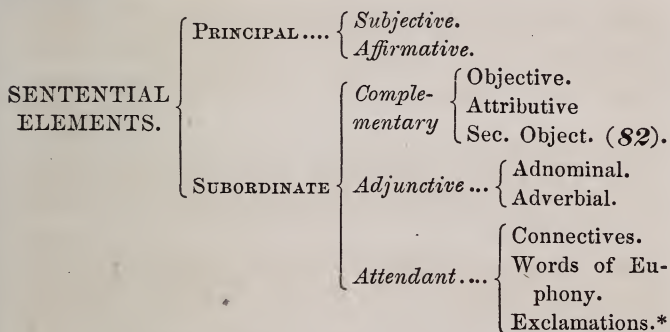 PRINCIPAL....
Subjective.
Affirmative.
SENTENTIAL
ELEMENTS.
SUBORDINATE
Comple-
mentary
Objective.
Attributive
Sec. Object. (82).
Adjunctive...
Adnominal.
Adverbial.
Attendant....
Connectives.
Words of Eu-
phony.
Exclamations.*